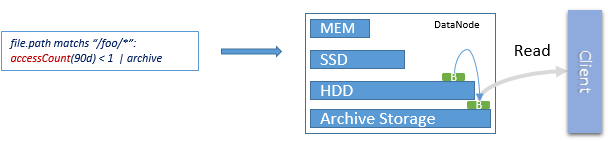 file.path matchs "/foo/*":
accessCount(90d) < 1 | archive
DataNode
MEM
SSD
HDD
Archive Storage
B
B
Read
Client